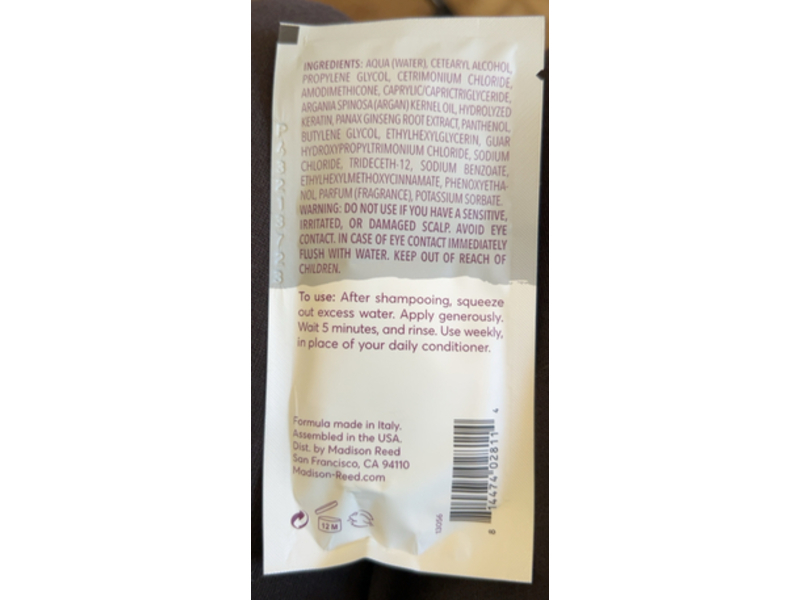 INGREDIENTS: AQUA (WATER), CETEARYL ALCOHOL,
PROPYLENE GLYCOL, CETRIMONIUM CHLORIDE,
AMODIMETHICONE, CAPRYLIC/CAPRICTRIGLYCERIDE,
ARGANIA SPINOSA (ARGAN) KERNEL OIL, HYDROLYZED
KERATIN, PANAX GINSENG ROOT EXTRACT, PANTHENOL,
BUTYLENE GLYCOL, ETHYLHEXYLGLYCERIN, GUAR
HYDROXYPROPYLTRIMONIUM CHLORIDE, SODIUM
CHLORIDE, TRIDECETH-12, SODIUM BENZOATE,
ETHYLHEXYLMETHOXYCINNAMATE, PHENOXYETHA-
NOL, PARFUM (FRAGRANCE), POTASSIUM SORBATE.
WARNING: DO NOT USE IF YOU HAVE A SENSITIVE,
IRRITATED, OR DAMAGED SCALP. AVOID EYE
CONTACT. IN CASE OF EYE CONTACT IMMEDIATELY
FLUSH WITH WATER. KEEP OUT OF REACH OF
CHILDREN.
To use: After shampooing, squeeze
out excess water. Apply generously.
Wait 5 minutes, and rinse. Use weekly,
in place of your daily conditioner.
Formula made in Italy.
Assembled in the USA.
Dist. by Madison Reed
San Francisco, CA 94110
Madison-Reed.com
12 M
13056
8 14474 02811 4